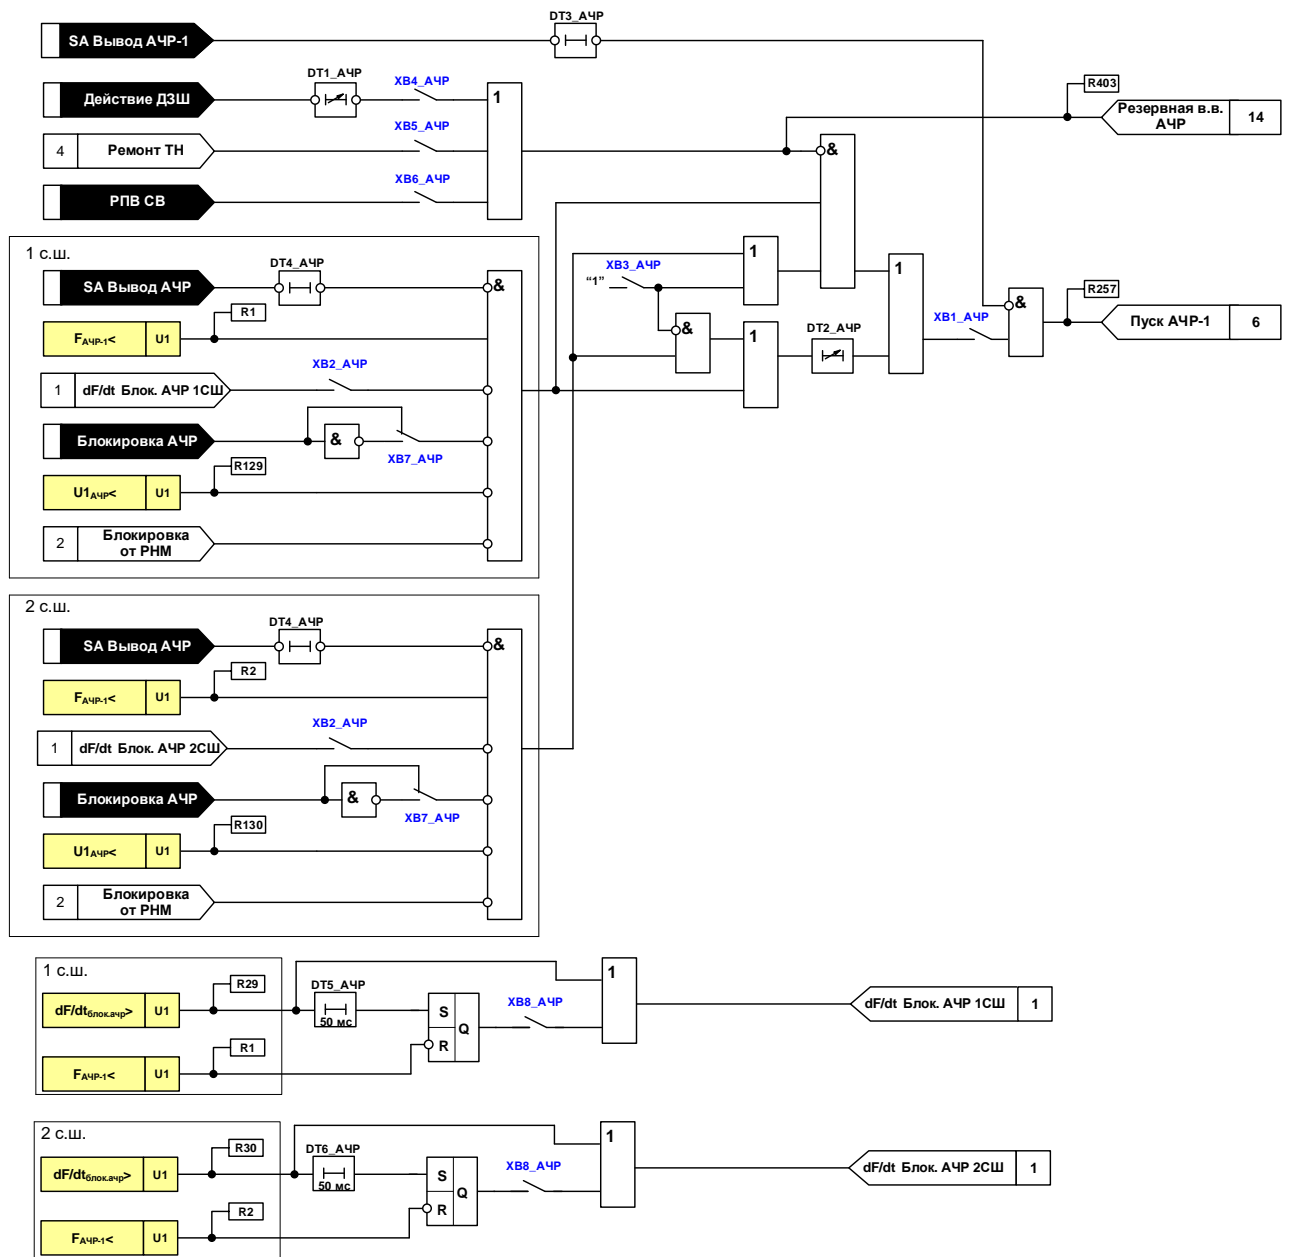 DT3_АЧР
SA Вывод АЧР-1
DT1_АЧР
XB4_АЧР
R403
Действие ДЗШ
1
Резервная в.в.
АЧР
14
XB5_АЧР
4
Ремонт ТН
&
XB6_АЧР
РПВ СВ
1 с.ш.
DT4_АЧР
XB3_АЧР
1
1
SA Вывод АЧР
&
"1"
&
R257
R1
FАЧР-1<
U1
&
1
DT2_АЧР
XB1_АЧР
Пуск АЧР-1
6
XB2_АЧР
1
dF/dt Блок. АЧР 1СШ
Блокировка АЧР
&
XB7_АЧР
R129
U1АЧР<
U1
2
Блокировка
от РНМ
2 с.ш.
DT4_АЧР
SA Вывод АЧР
&
R2
FАЧР-1<
U1
XB2_АЧР
1
dF/dt Блок. АЧР 2СШ
Блокировка АЧР
&
XB7_АЧР
R130
U1АЧР<
U1
2
Блокировка
от РНМ
1 с.ш.
1
R29
DT5_АЧР
dF/dtблок.ачр>
U1
50 мс
S
Q
R
XB8_АЧР
dF/dt Блок. АЧР 1СШ
1
R1
FАЧР-1<
U1
2 с.ш.
1
R30
DT6_АЧР
dF/dtблок.ачр>
U1
50 мс
S
Q
R
XB8_АЧР
dF/dt Блок. АЧР 2СШ
1
R2
FАЧР-1<
U1